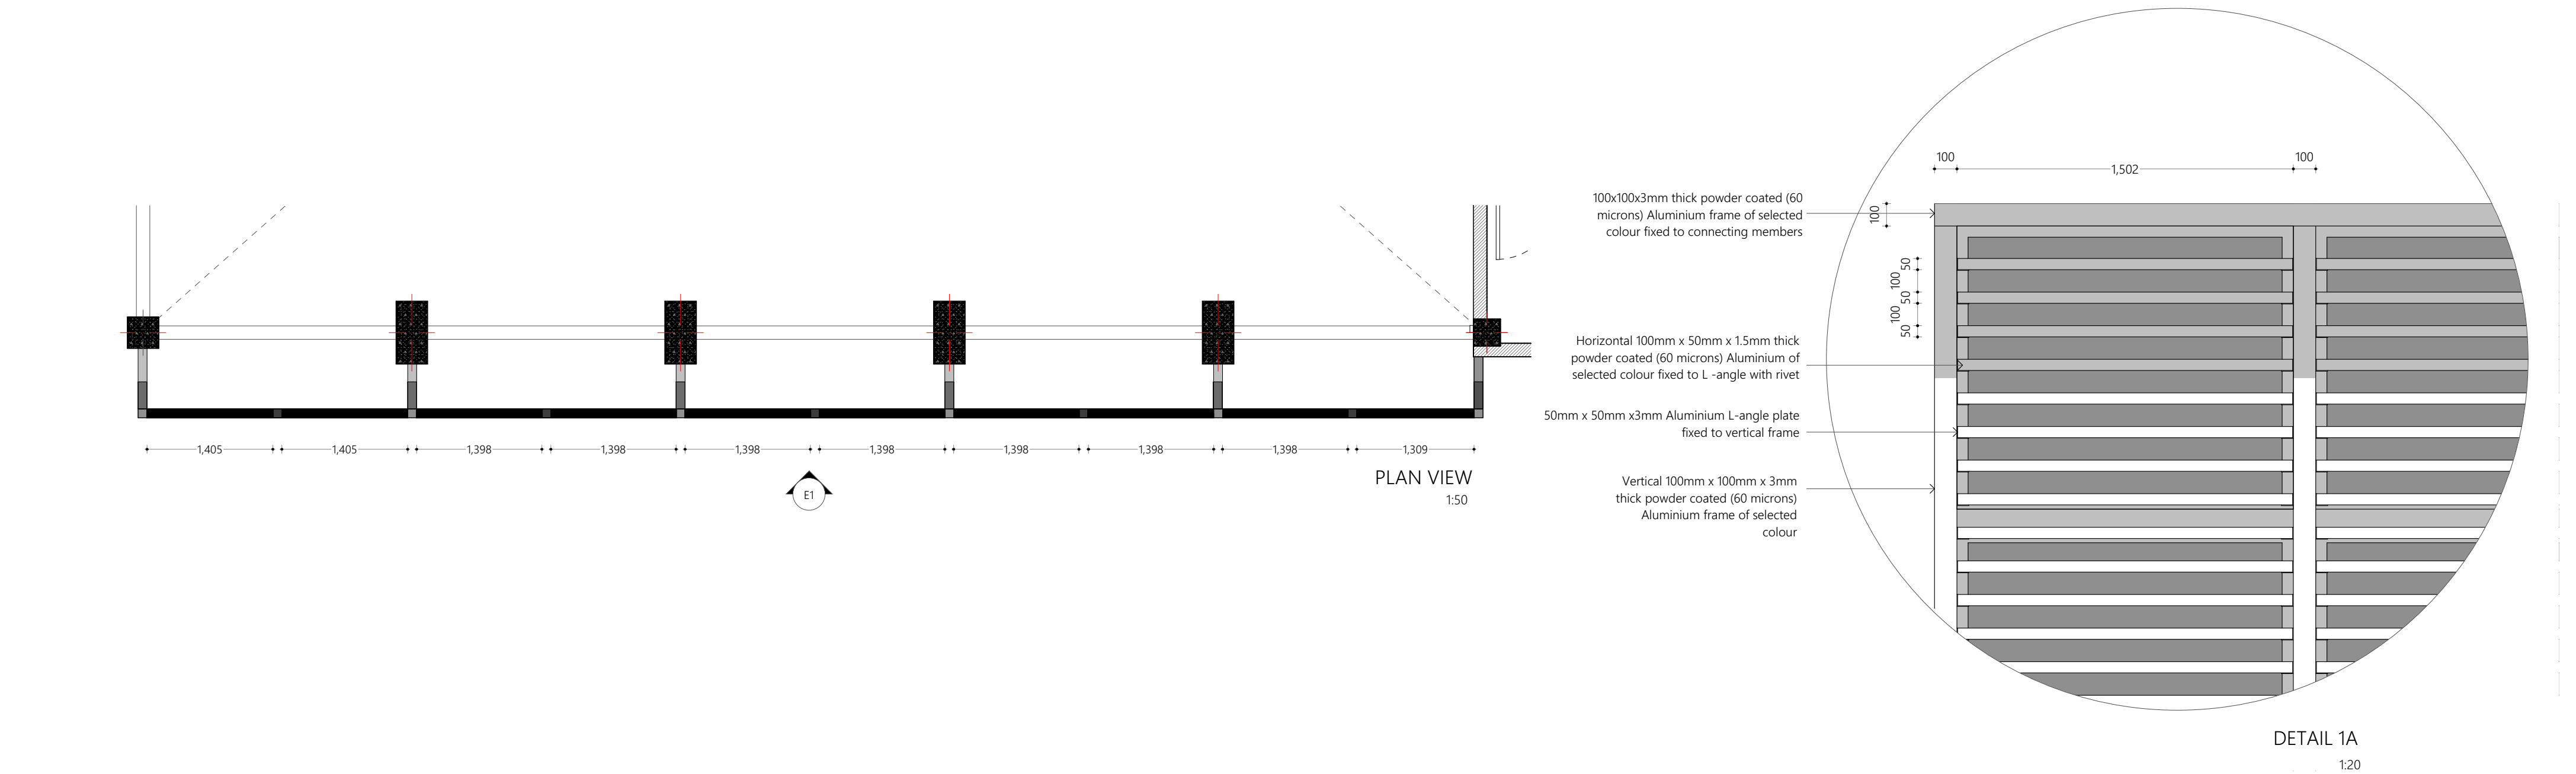 1,405
1,405
1,398
1,398
1,398
1,398
1,398
1,398
1,398
1,309
E1
PLAN VIEW
1:50
100
1,502
100
100
50
100
50
100
50
100x100x3mm thick powder coated (60
microns) Aluminium frame of selected
colour fixed to connecting members
Horizontal 100mm x 50mm x 1.5mm thick
powder coated (60 microns) Aluminium of
selected colour fixed to L -angle with rivet
50mm x 50mm x3mm Aluminium L-angle plate
fixed to vertical frame
Vertical 100mm x 100mm x 3mm
thick powder coated (60 microns)
Aluminium frame of selected
colour
DETAIL 1A
1:20